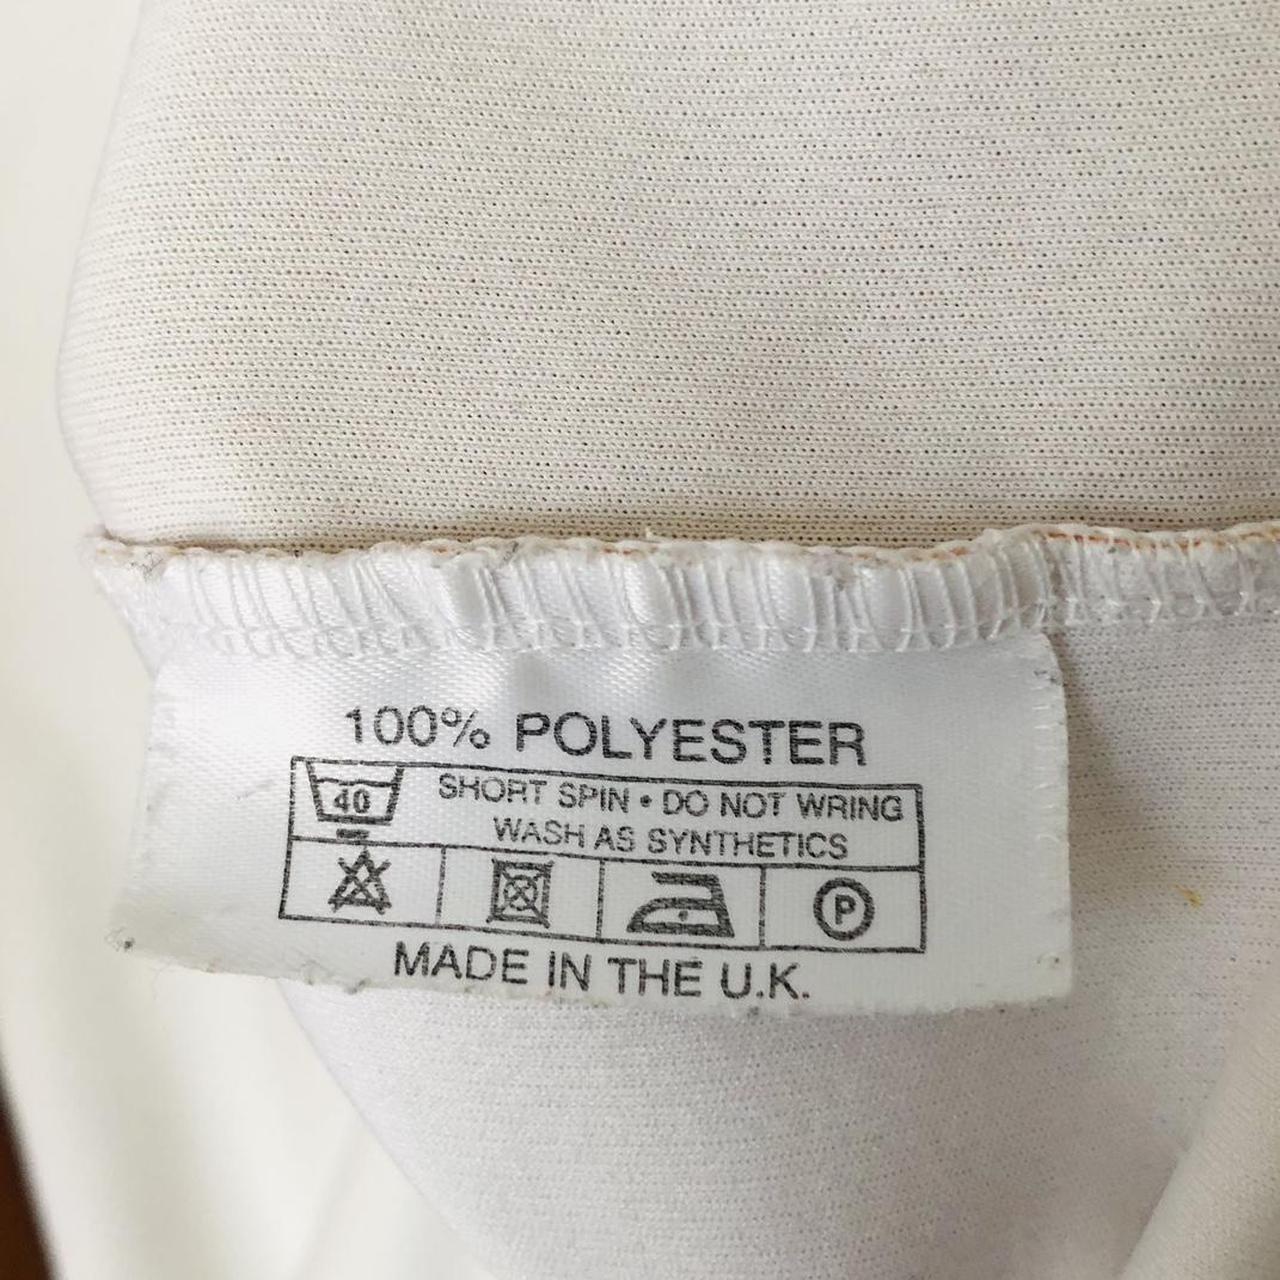 100% POLYESTER
40
SHORT SPIN • DO NOT WRING
WASH AS SYNTHETICS
P
MADE IN THE U.K.